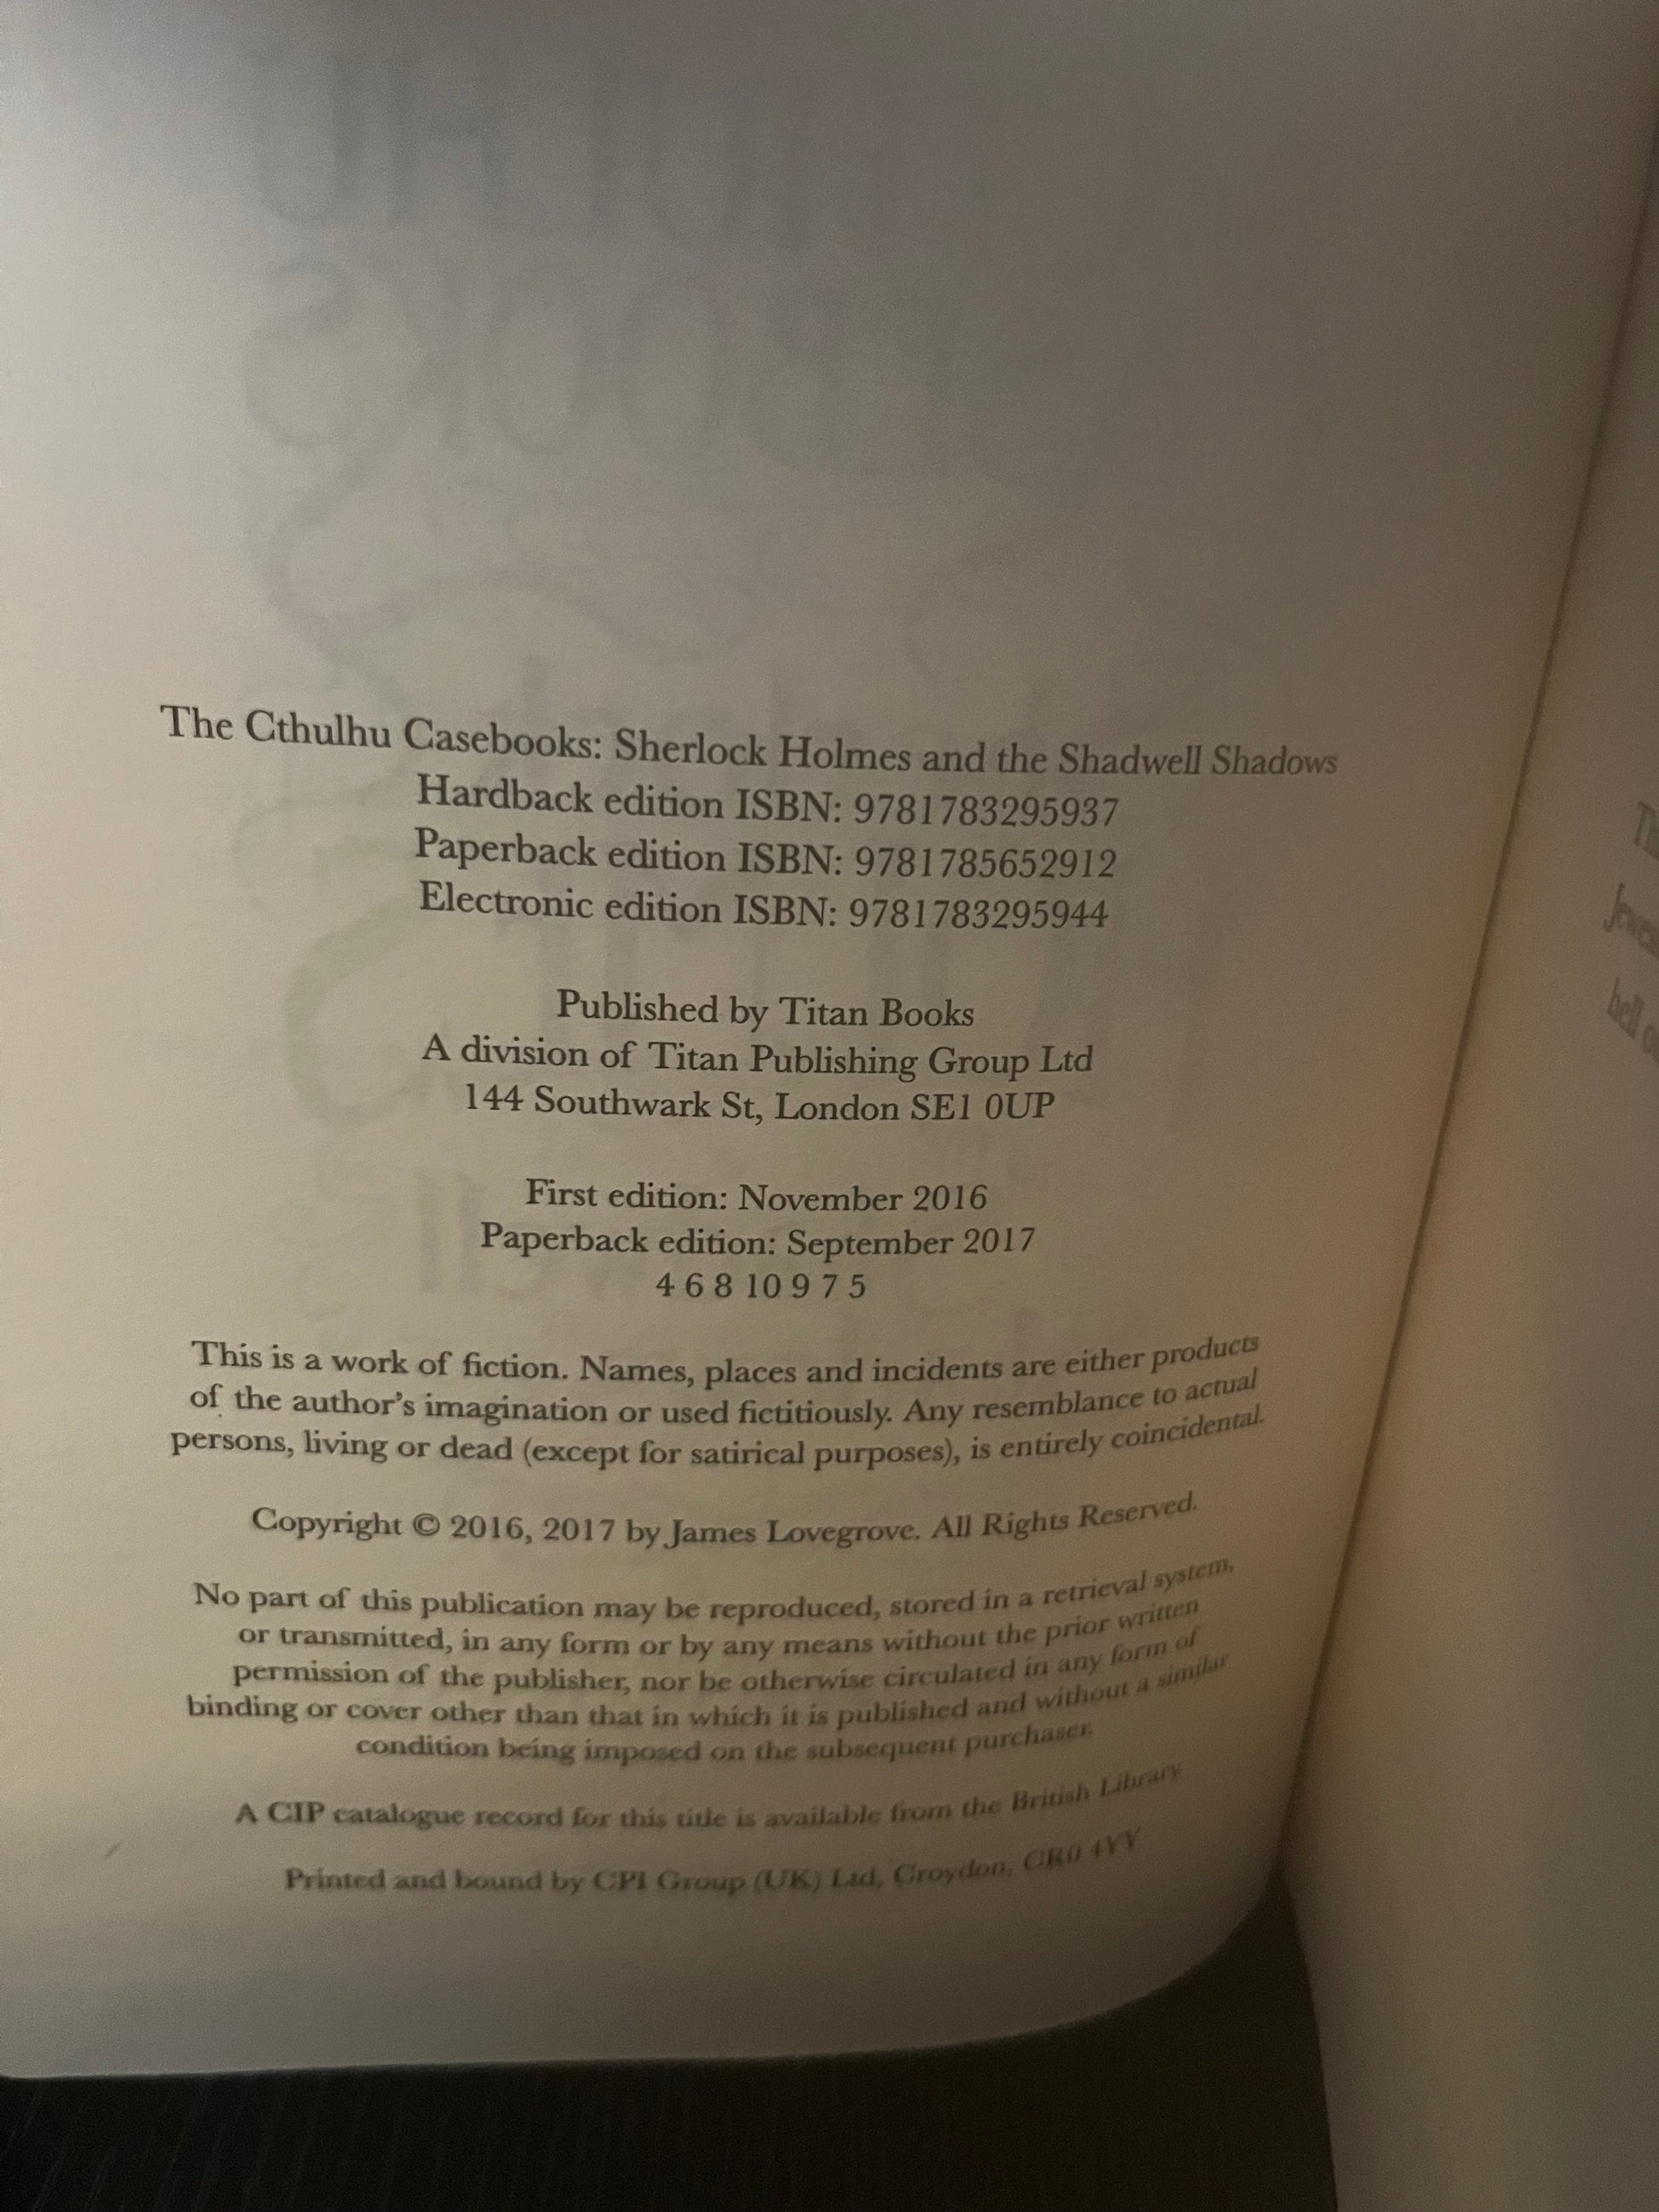 The Cthulhu Casebooks: Sherlock Holmes and the Shadwell Shadows
Hardback edition ISBN: 9781783295937
Paperback edition ISBN: 9781785652912
Electronic edition ISBN: 9781783295944
Published by Titan Books
A division of Titan Publishing Group Ltd
144 Southwark St, London SE1 0UP
First edition: November 2016
Paperback edition: September 2017
4 6 8 10 9 7 5
This is a work of fiction. Names, places and incidents are either products
of the author's imagination or used fictitiously. Any resemblance to actual
persons, living or dead (except for satirical purposes), is entirely coincidental.
Copyright © 2016, 2017 by James Lovegrove. All Rights Reserved.
No part of this publication may be reproduced, stored in a retrieval system,
or transmitted, in any form or by any means without the prior written
permission of the publisher, nor be otherwise circulated in any form of
binding or cover other than that in which it is published and without a similar
condition being imposed on the subsequent purchaser.
A CIP catalogue record for this title is available from the British Library.
Printed and bound by CPI Group (UK) Ltd, Croydon, CR0 4YY
hell